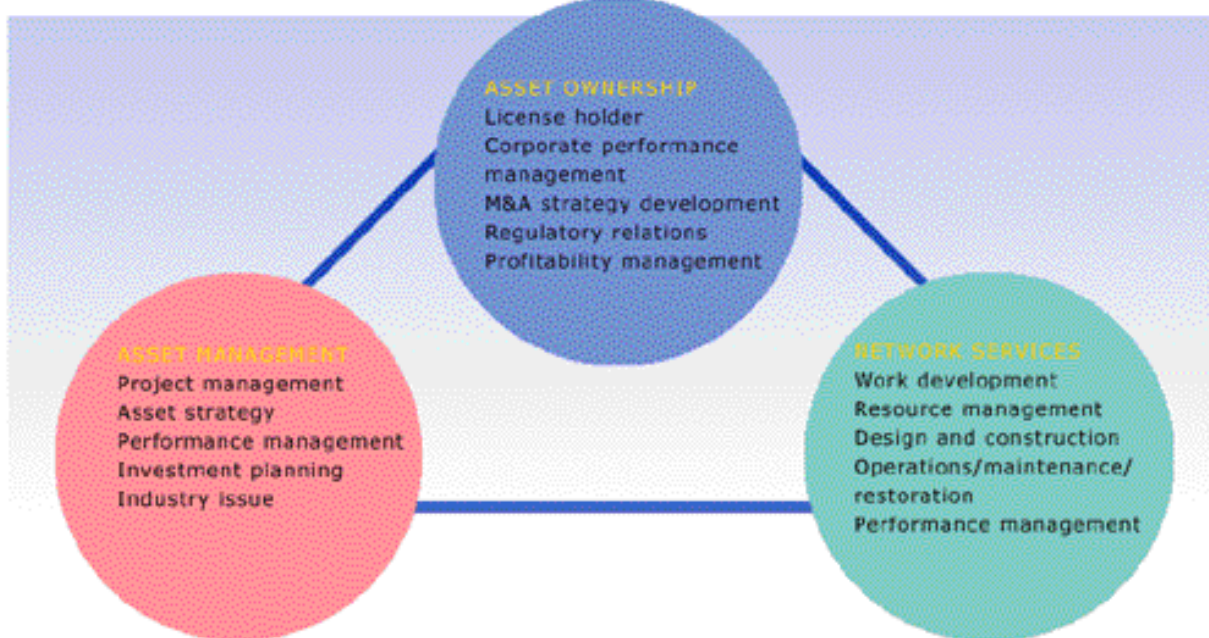 ASSET OWNERSHIP
License holder
Corporate performance
management
M&A strategy development
Regulatory relations
Profitability management
ASSET MANAGEMENT
Project management
Asset strategy
Performance management
Investment planning
Industry issue
NETWORK SERVICES
Work development
Resource management
Design and construction
Operations/maintenance/
restoration
Performance management